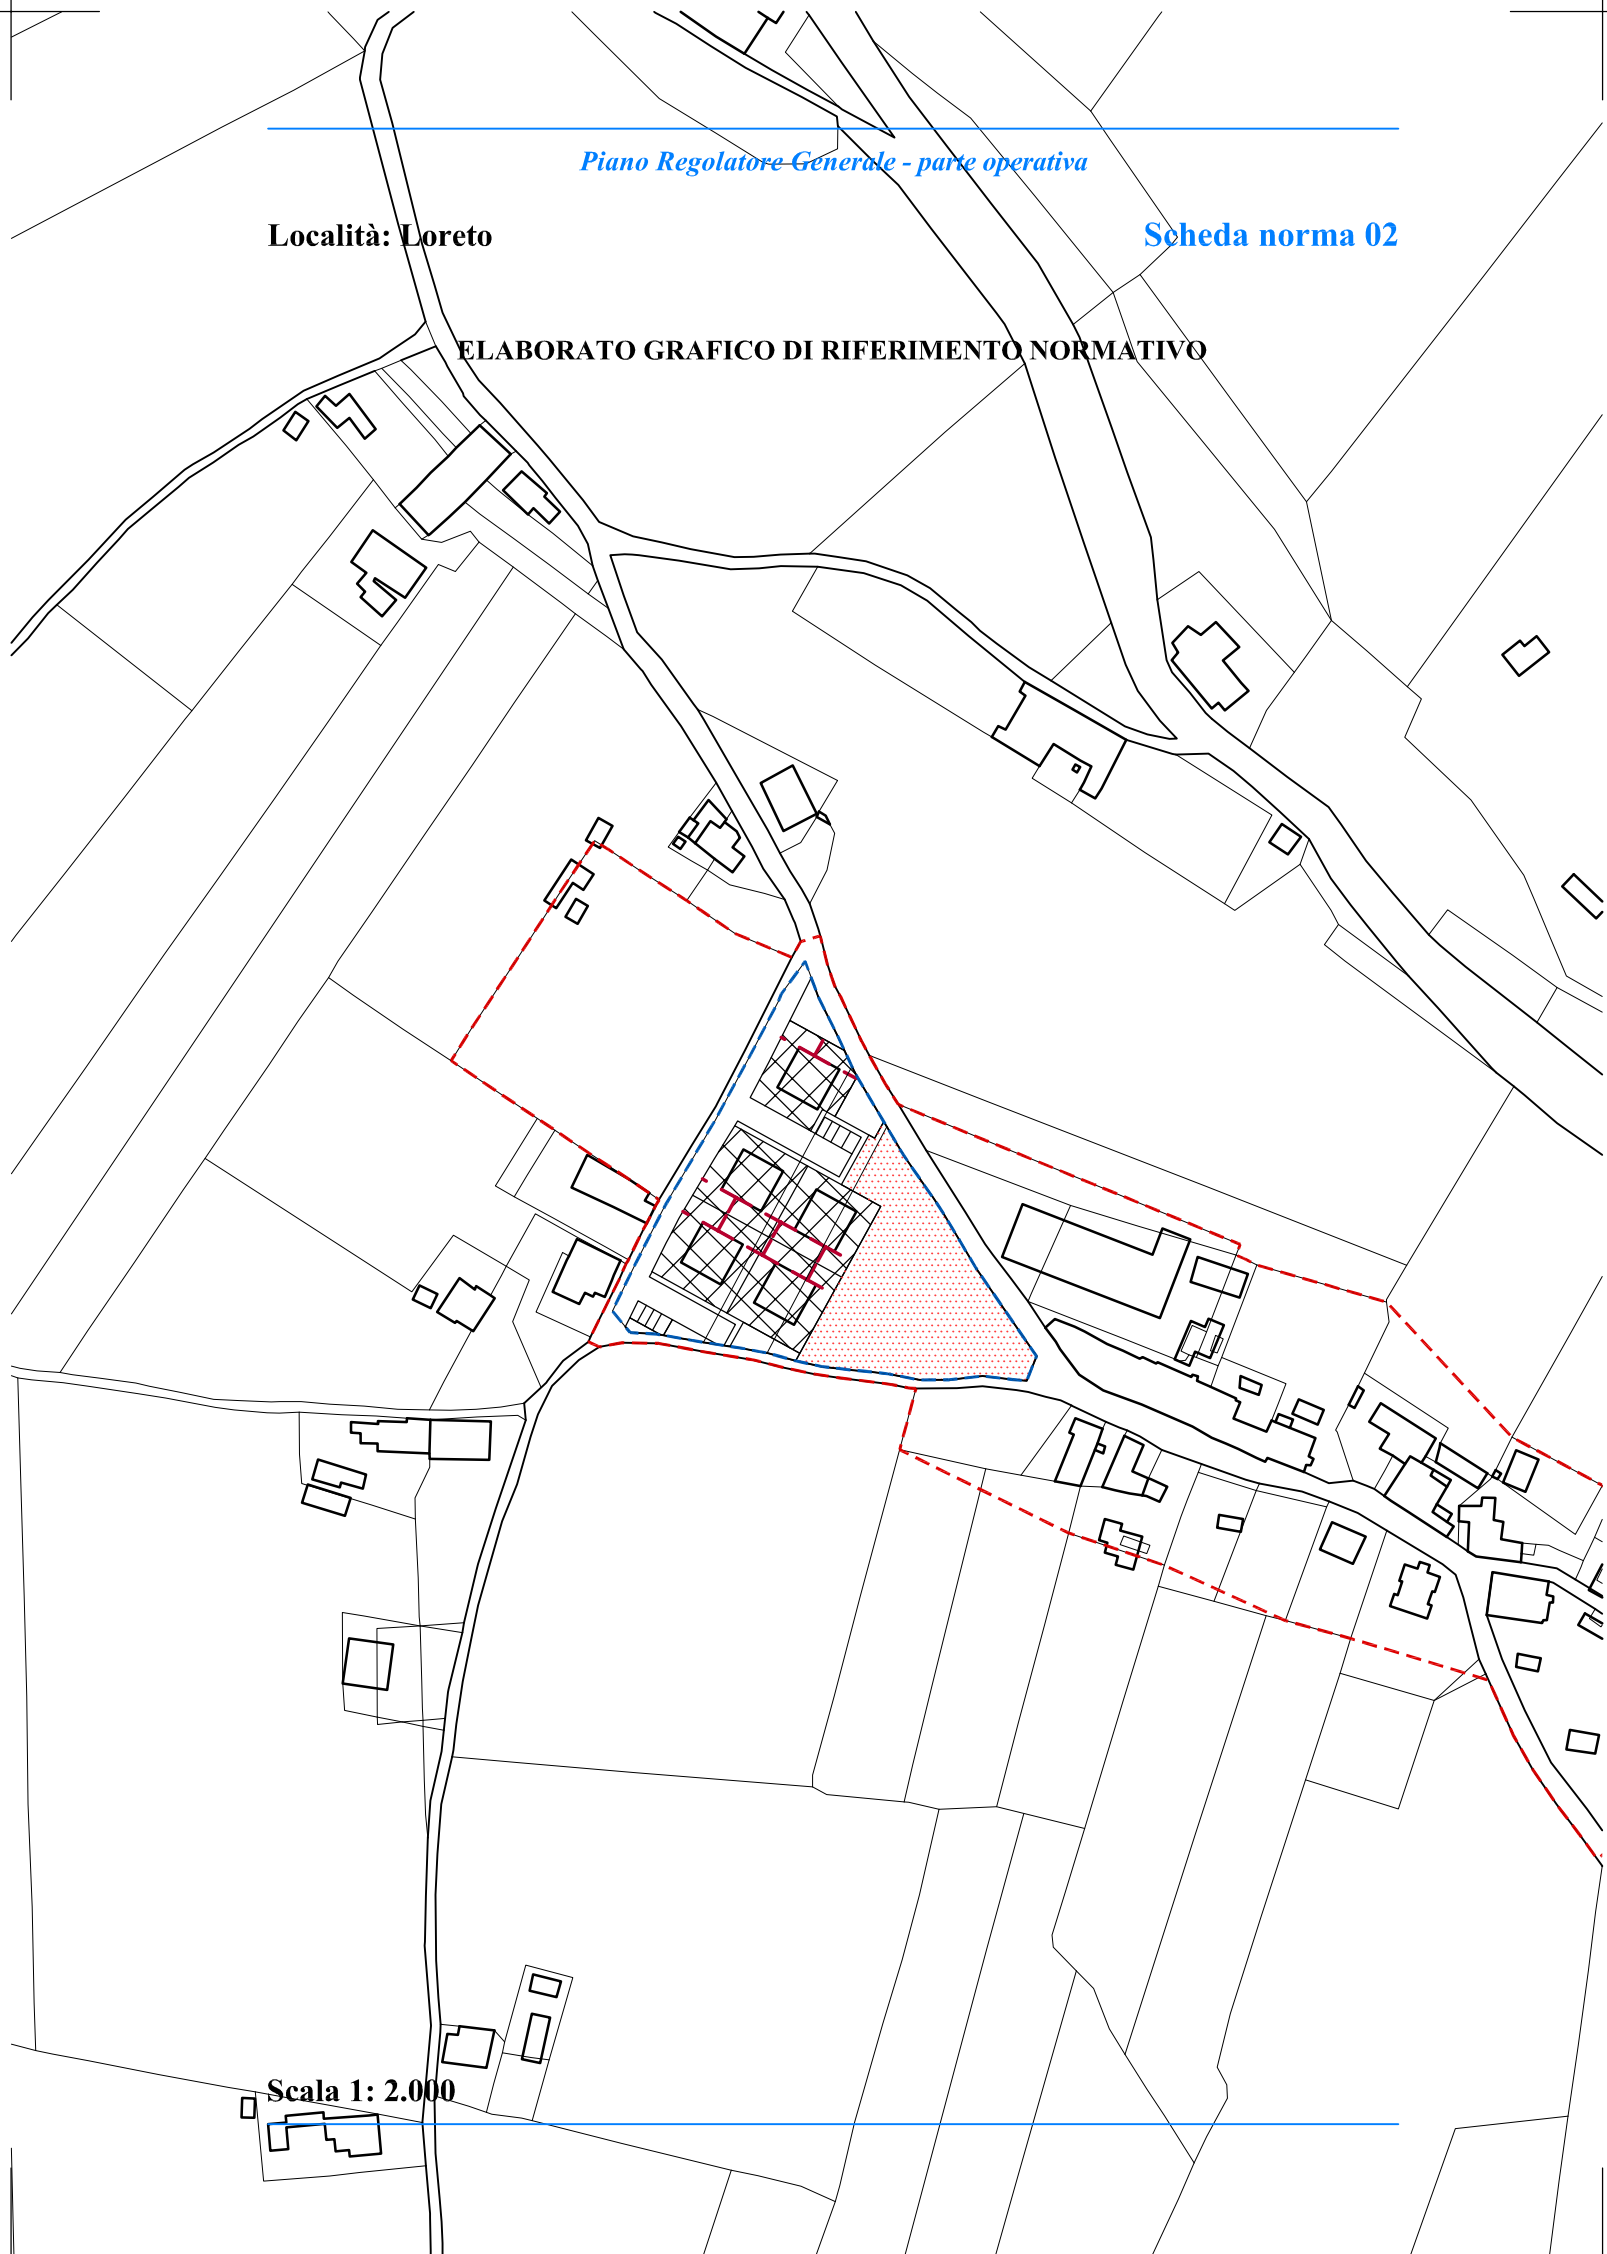 Piano Regolatore Generale - parte operativa
Località: Loreto
Scheda norma 02
ELABORATO GRAFICO DI RIFERIMENTO NORMATIVO
Scala 1: 2.000